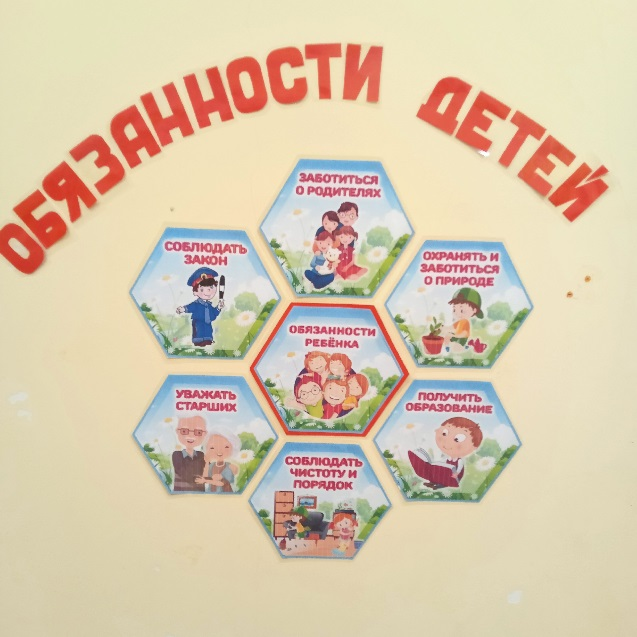 ОБЯЗАННОСТИ ДЕТЕЙ
ЗАБОТИТЬСЯ
О РОДИТЕЛЯХ
СОБЛЮДАТЬ
ЗАКОН
ОХРАНЯТЬ И
ЗАБОТИТЬСЯ
О ПРИРОДЕ
ОБЯЗАННОСТИ
РЕБЁНКА
УВАЖАТЬ
СТАРШИХ
ПОЛУЧИТЬ
ОБРАЗОВАНИЕ
СОБЛЮДАТЬ
ЧИСТОТУ И
ПОРЯДОК